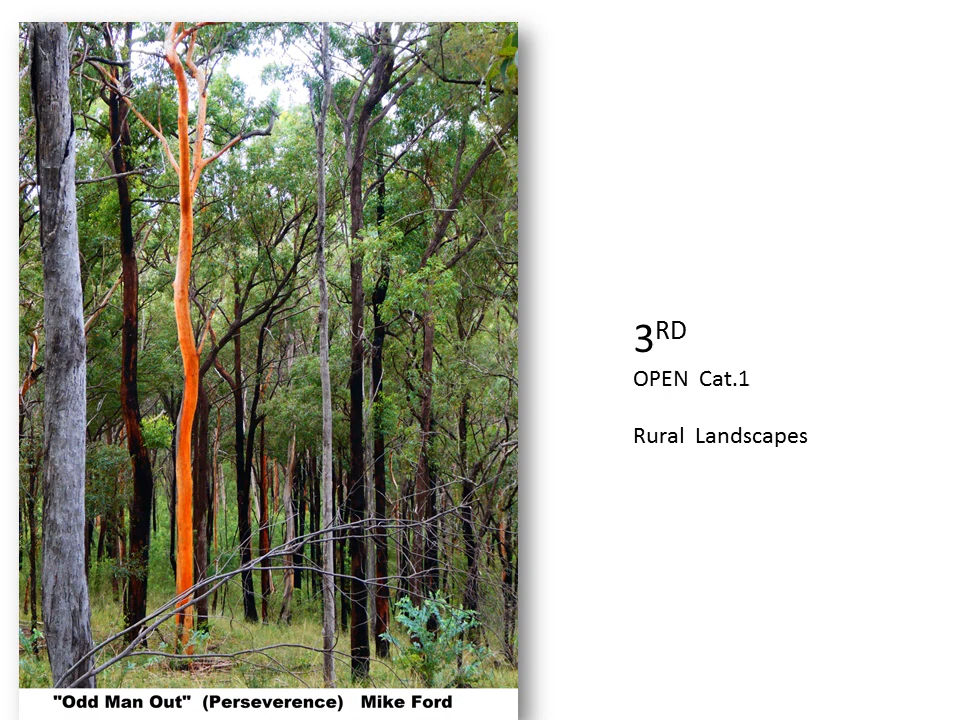 3RD
OPEN Cat.1
Rural Landscapes
"Odd Man Out" (Perseverence) Mike Ford